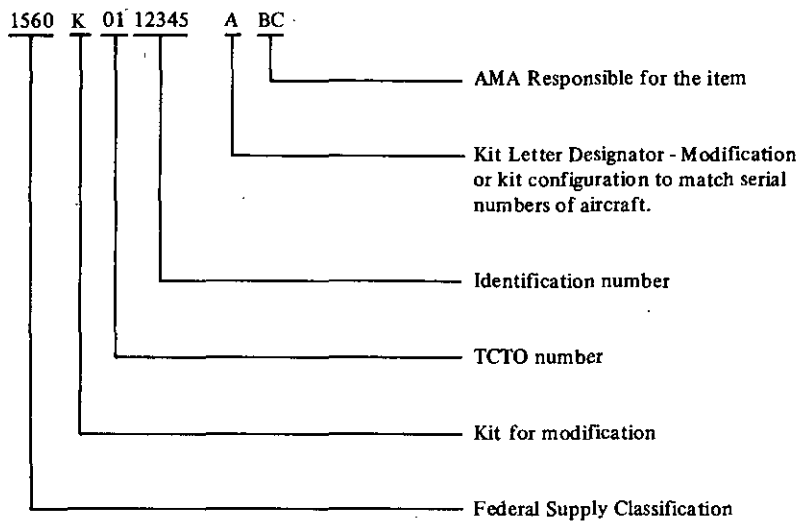 1560 K 01 12345 A BC
AMA Responsible for the item
Kit Letter Designator - Modification
or kit configuration to match serial
numbers of aircraft.
Identification number
TCTO number
Kit for modification
Federal Supply Classification